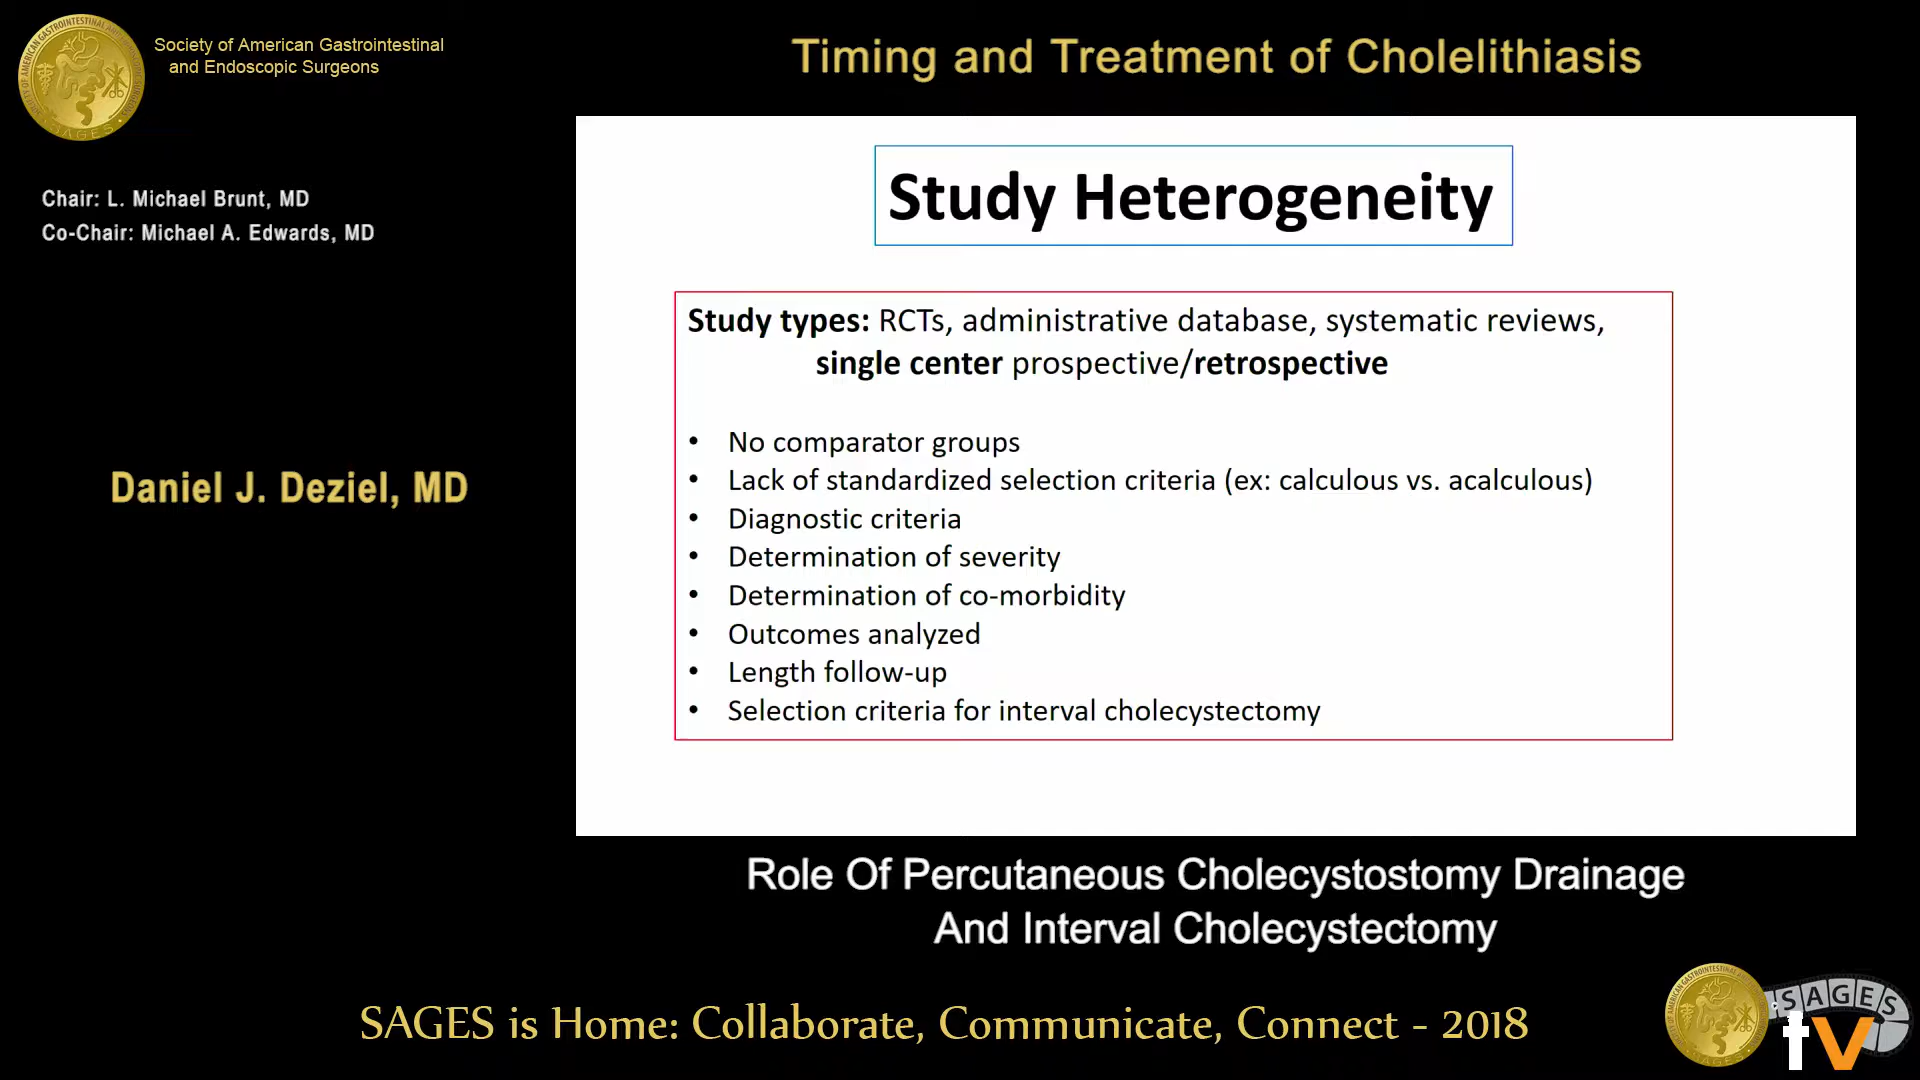 Society of American Gastrointestinal
and Endoscopic Surgeons
Timing and Treatment of Cholelithiasis
Chair: L. Michael Brunt, MD
Co-Chair: Michael A. Edwards, MD
Daniel J. Deziel, MD
Study Heterogeneity
Study types: RCTs, administrative database, systematic reviews,
single center prospective/retrospective
• No comparator groups
• Lack of standardized selection criteria (ex: calculous vs. acalculous)
• Diagnostic criteria
• Determination of severity
• Determination of co-morbidity
• Outcomes analyzed
• Length follow-up
• Selection criteria for interval cholecystectomy
Role Of Percutaneous Cholecystostomy Drainage
And Interval Cholecystectomy
SAGES is Home: Collaborate, Communicate, Connect - 2018
SAGES
tv